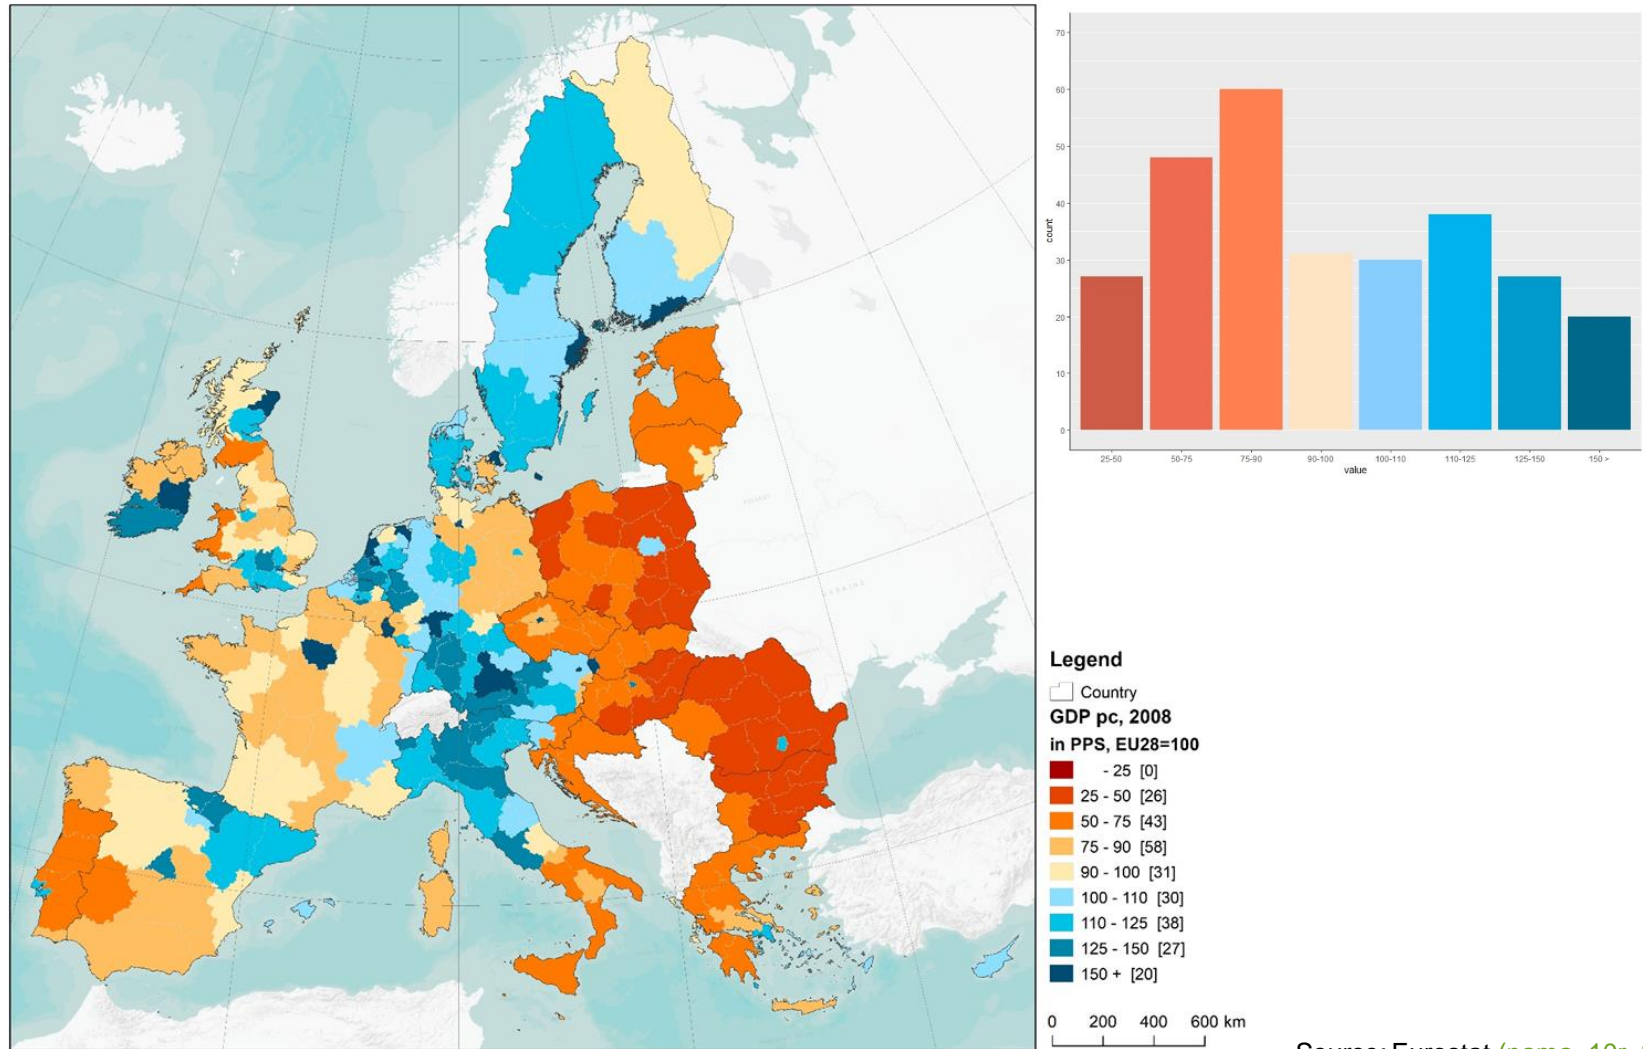 70
60
50
40
30
20
10
0
count
25-50 50-75 75-90 90-100 100-110 110-125 125-150 150 >
value
UKRAINE
Legend
Country
GDP pc, 2008
in PPS, EU28=100
- 25 [0]
25 - 50 [26]
50 - 75 [43]
75 - 90 [58]
90 - 100 [31]
100 - 110 [30]
110 - 125 [38]
125 - 150 [27]
150 + [20]
0 200 400 600 km
Source: Eurostat